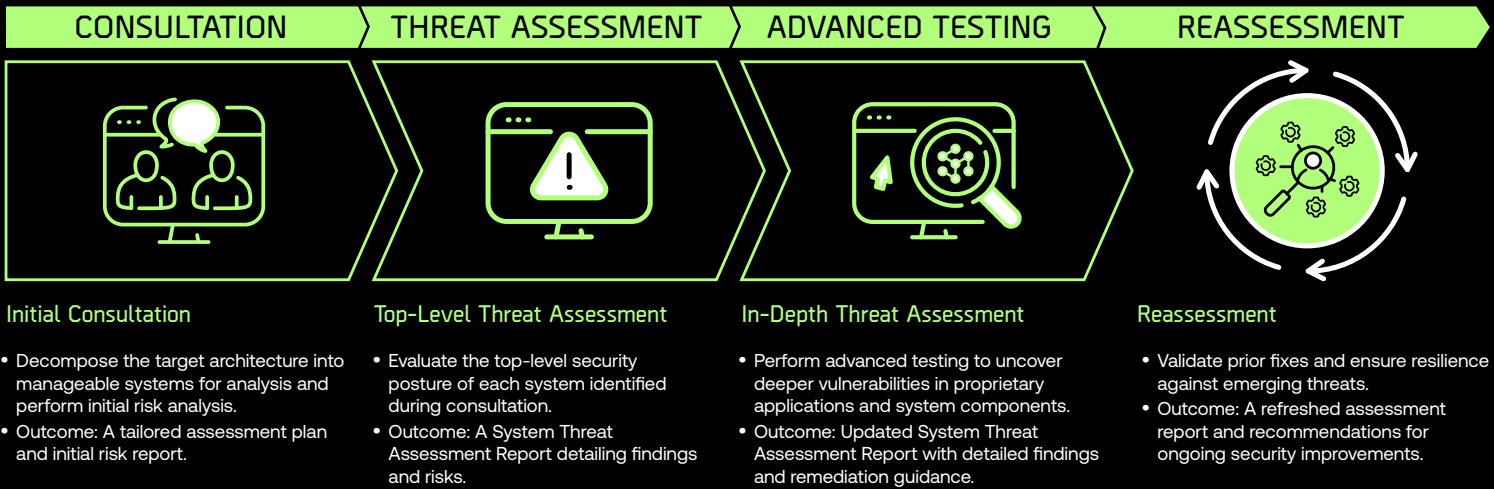 CONSULTATION
THREAT ASSESSMENT
ADVANCED TESTING
REASSESSMENT
Initial Consultation
• Decompose the target architecture into
manageable systems for analysis and
perform initial risk analysis.
• Outcome: A tailored assessment plan
and initial risk report.
Top-Level Threat Assessment
• Evaluate the top-level security
posture of each system identified
during consultation.
• Outcome: A System Threat
Assessment Report detailing findings
and risks.
In-Depth Threat Assessment
• Perform advanced testing to uncover
deeper vulnerabilities in proprietary
applications and system components.
• Outcome: Updated System Threat
Assessment Report with detailed findings
and remediation guidance.
Reassessment
• Validate prior fixes and ensure resilience
against emerging threats.
• Outcome: A refreshed assessment
report and recommendations for
ongoing security improvements.